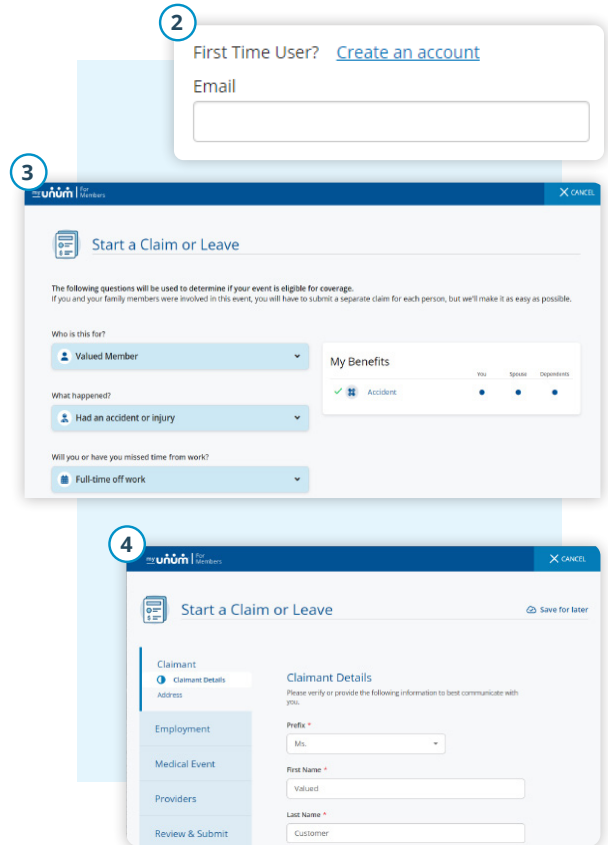 2
First Time User? Create an account
Email
3
my unum | For Members
CANCEL
Start a Claim or Leave
The following questions will be used to determine if your event is eligible for coverage.
If you and your family members were involved in this event, you will have to submit a separate claim for each person, but we'll make it as easy as possible.
Who is this for?
Valued Member
What happened?
Had an accident or injury
Will you or have you missed time from work?
Full-time off work
My Benefits
You Spouse Dependents
Accident
4
my unum | For Members
CANCEL
Start a Claim or Leave
Save for later
Claimant
Claimant Details
Address
Employment
Medical Event
Providers
Review & Submit
Claimant Details
Please verify or provide the following information to best communicate with
you.
Prefix *
Ms.
First Name *
Valued
Last Name *
Customer